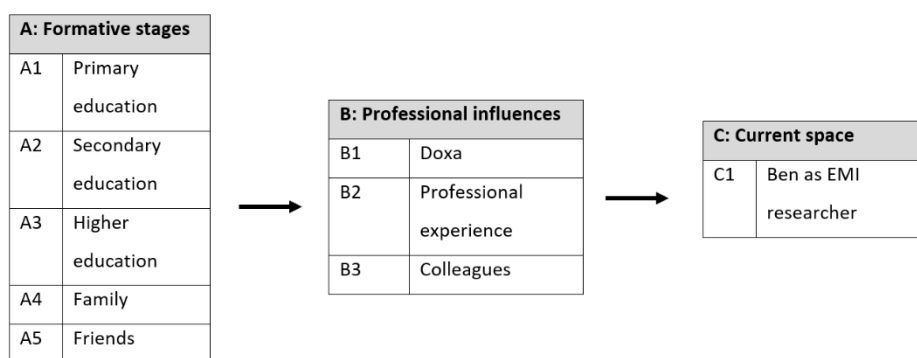 A: Formative stages
A1 Primary
education
A2 Secondary
education
A3 Higher
education
A4 Family
A5 Friends
B: Professional influences
B1 Doxa
B2 Professional
experience
B3 Colleagues
C: Current space
C1 Ben as EMI
researcher